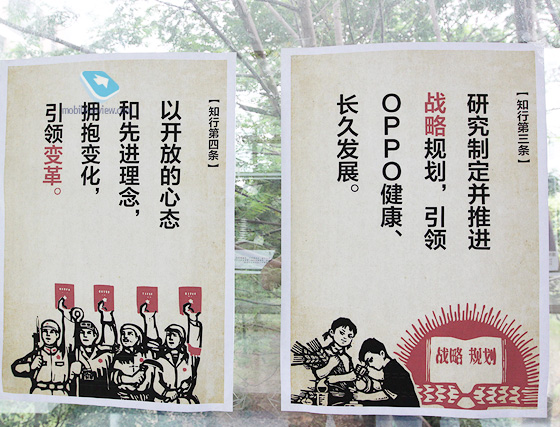 【知行第三条】
研究制定并推进
战略规划，引领
OPPO健康、
长久发展。
战略 规划
【知行第四条】
以开放的心态
和先进理念，
拥抱变化，
引领变革。